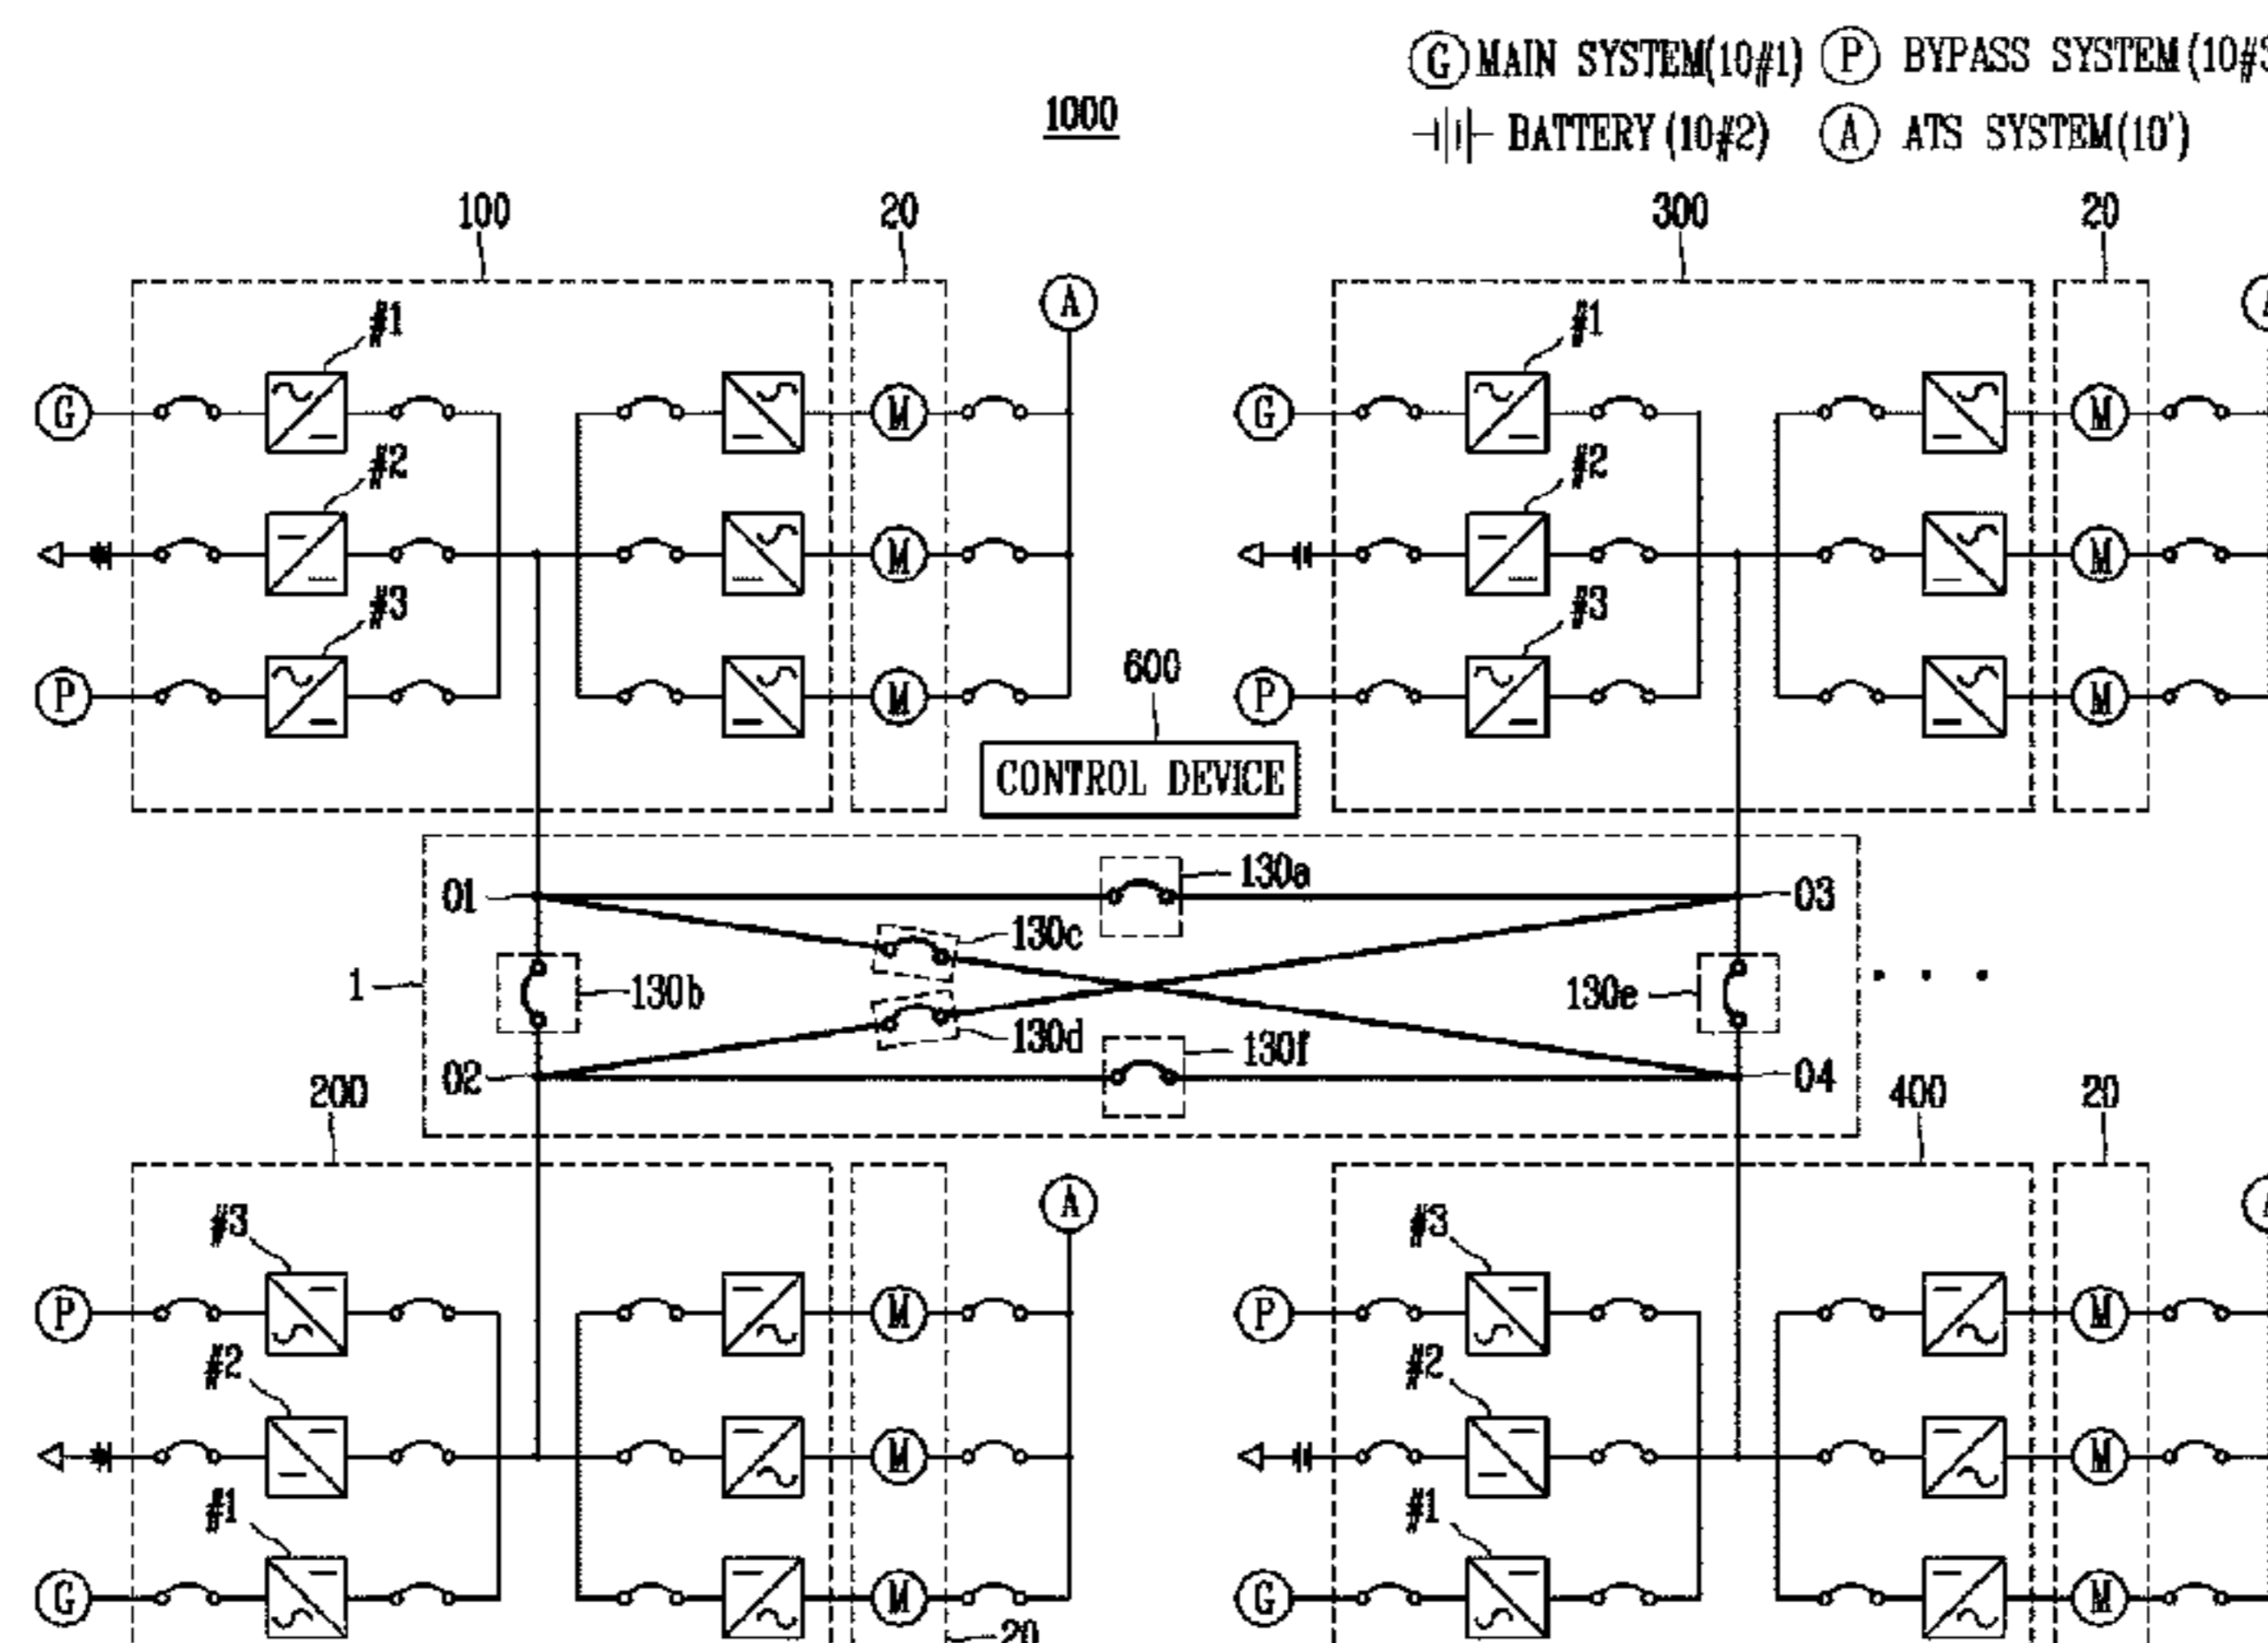 G MAIN SYSTEM(10#1) P BYPASS SYSTEM(10#3
BATTERY(10#2) A ATS SYSTEM(10')
1000
100 20 300 20
A
#1 #1
G M G M
#2 #2
M M
#3 #3
P M P M
600
CONTROL DEVICE
130a
01 03
130c
1 130b 130e . . .
130d
130f
02 04
200 400 20
A
#3 #3
P M P M
#2 #2
M M
#1 #1
G M G M
20